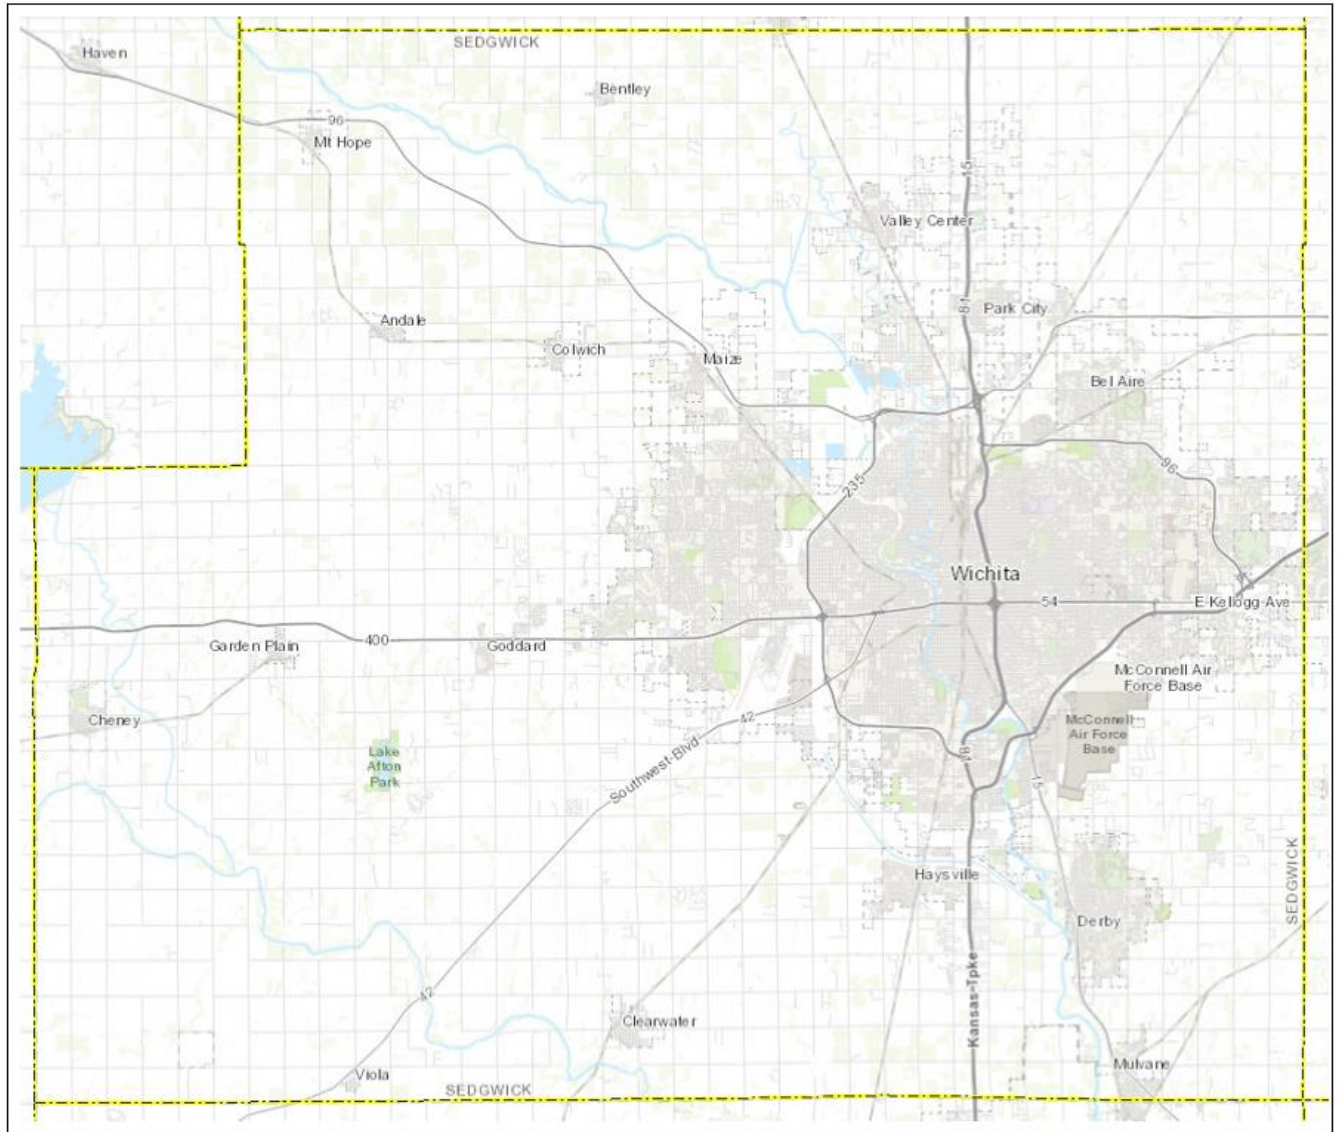 SEDGWICK
Haven
Bentley
96
Mt Hope
15
Valley Center
81
Park City
Andale
Colwich
Maize
Bel Aire
96
235
Wichita
54
E Kellogg Ave
400
Garden Plain
Goddard
McConnell Air
Force Base
Cheney
42
McConnell
Air Force
Base
Lake
Afton
Park
Southwest-Blvd
81
15
Haysville
SEDGWICK
Derby
Kansas-Tpke
42
Clearwater
Mulvane
Viola
SEDGWICK